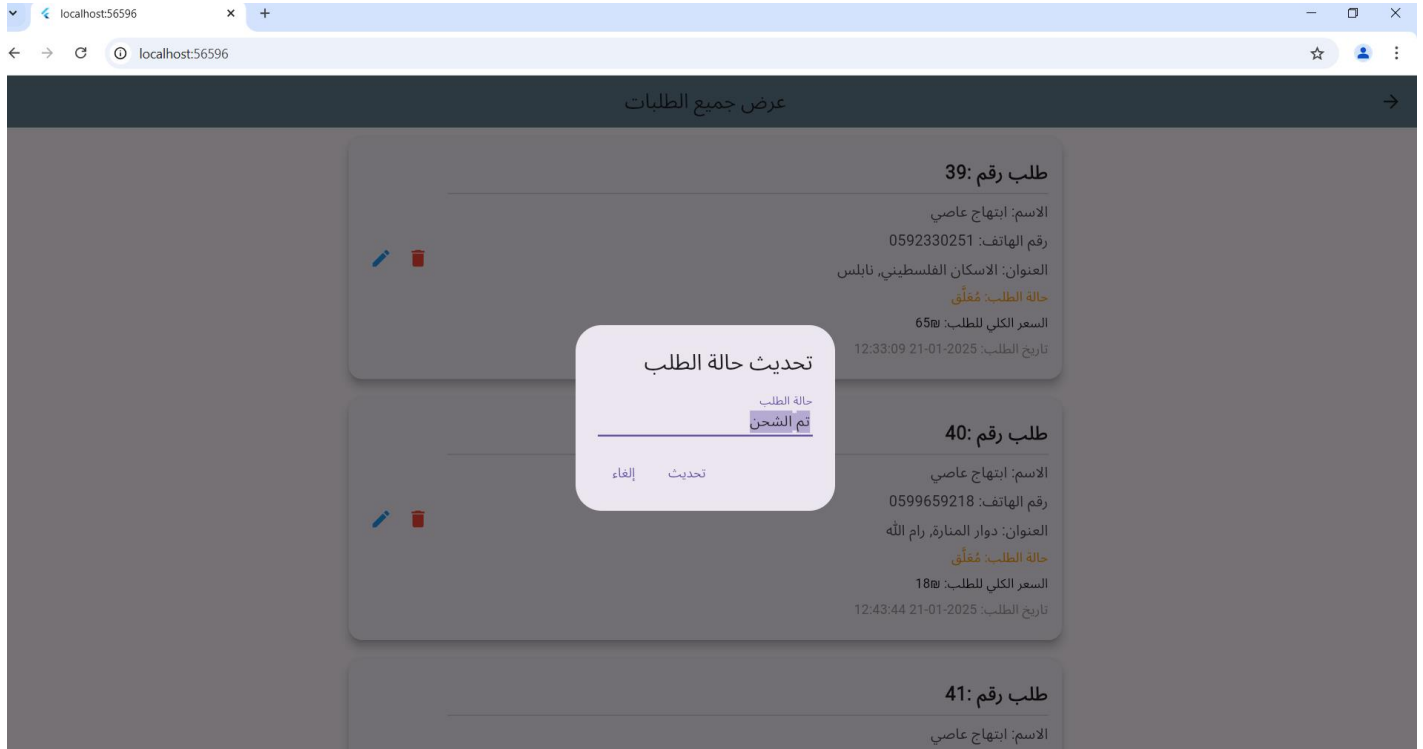 localhost:56596
localhost:56596
عرض جميع الطلبات
طلب رقم :39
الاسم: ابتهاج عاصي
رقم الهاتف: 0592330251
العنوان: الاسكان الفلسطيني, نابلس
حالة الطلب: مُعَلَّق
السعر الكلي للطلب: ₪65
تاريخ الطلب: 2025-01-21 12:33:09
تحديث حالة الطلب
حالة الطلب
تم الشحن
تحديث
إلغاء
طلب رقم :40
الاسم: ابتهاج عاصي
رقم الهاتف: 0599659218
العنوان: دوار المنارة, رام الله
حالة الطلب: مُعَلَّق
السعر الكلي للطلب: ₪18
تاريخ الطلب: 2025-01-21 12:43:44
طلب رقم :41
الاسم: ابتهاج عاصي